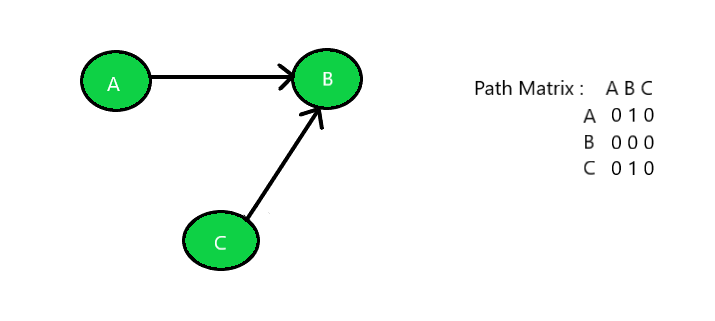 A
B
C
Path Matrix : A B C
A 0 1 0
B 0 0 0
C 0 1 0